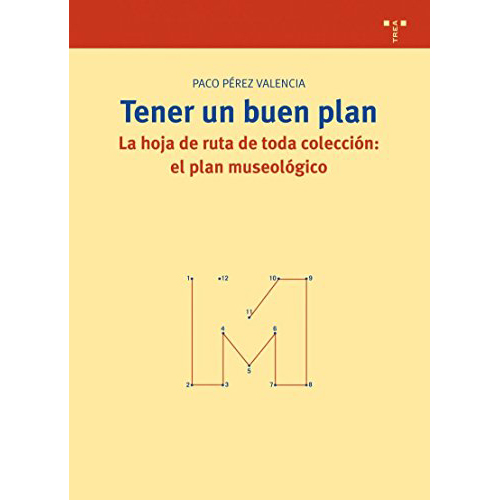 TREA
PACO PÉREZ VALENCIA
Tener un buen plan
La hoja de ruta de toda colección:
el plan museológico
1 12 10 9
11
4 6
5
2 3 7 8